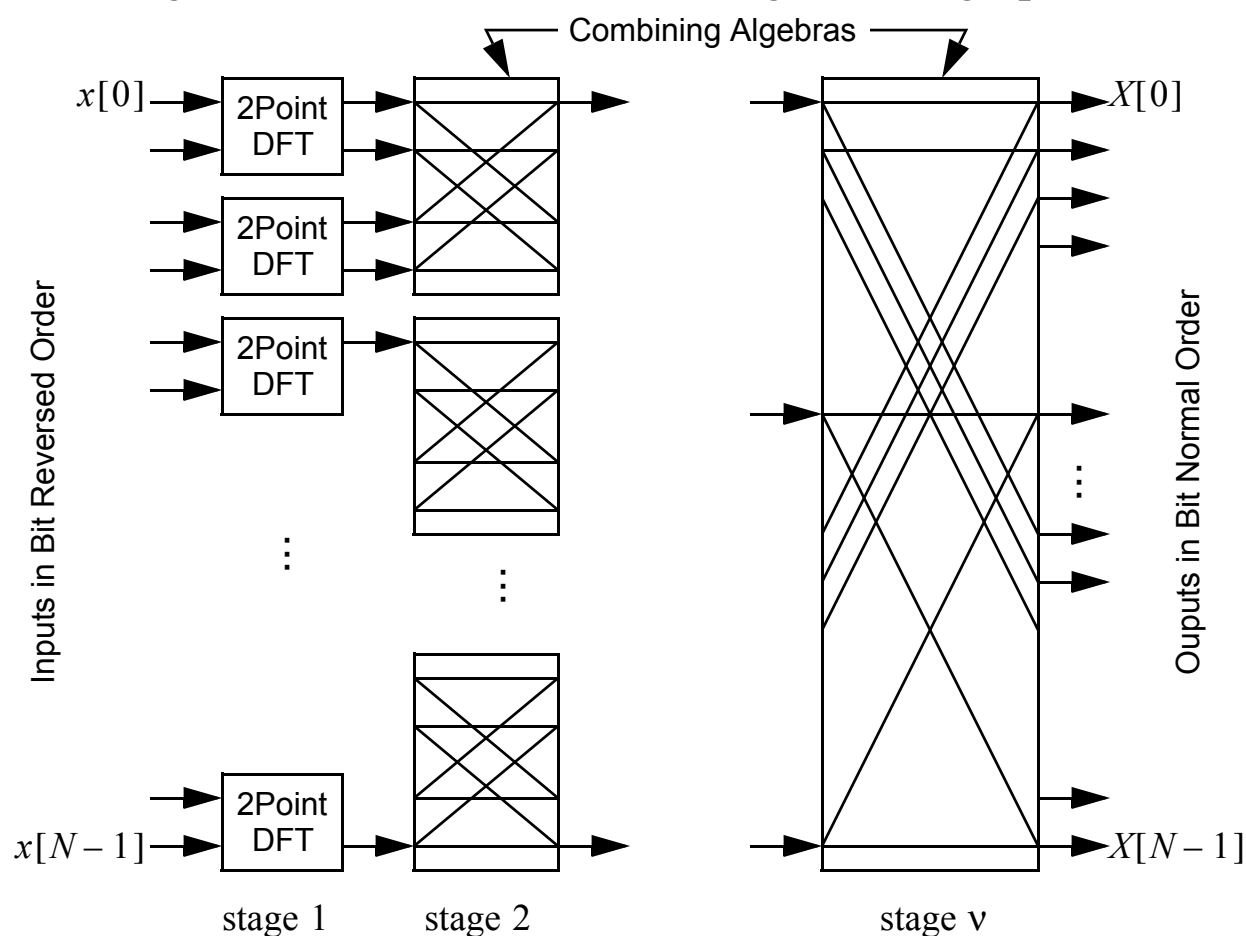 Combining Algebras
x[0]
2Point
DFT
X[0]
2Point
DFT
2Point
DFT
Inputs in Bit Reversed Order
⋮
⋮
⋮
Ouputs in Bit Normal Order
2Point
DFT
x[N – 1]
X[N – 1]
stage 1
stage 2
stage ν